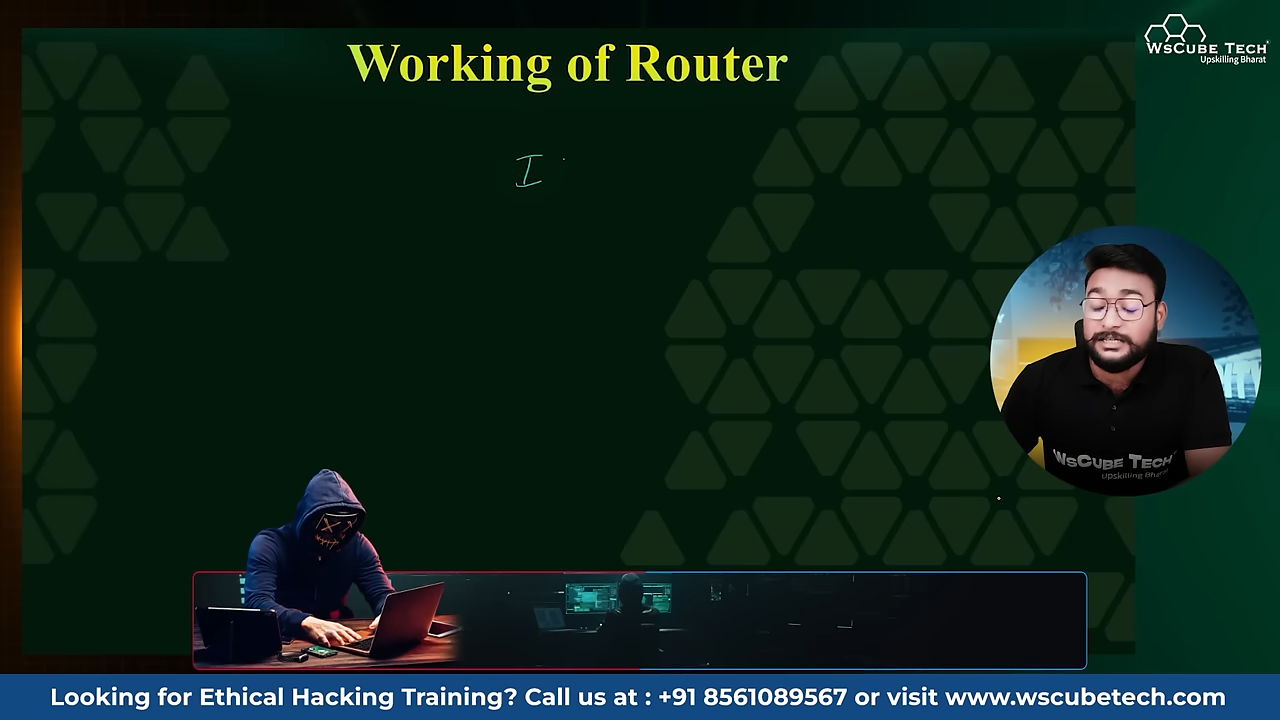 Working of Router
WsCube Tech
Upskilling Bharat
I
WsCube Tech
Upskilling Bharat
Looking for Ethical Hacking Training? Call us at : +91 8561089567 or visit www.wscubetech.com